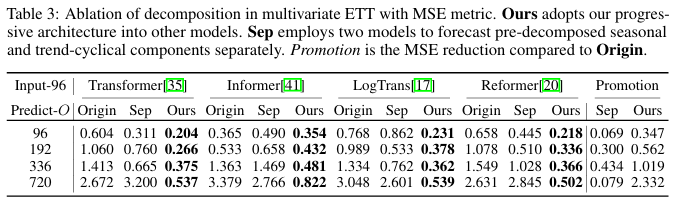 Table 3: Ablation of decomposition in multivariate ETT with MSE metric. Ours adopts our progres-
sive architecture into other models. Sep employs two models to forecast pre-decomposed seasonal
and trend-cyclical components separately. Promotion is the MSE reduction compared to Origin.
Input-96 Transformer[35] Informer[41] LogTrans[17] Reformer[20] Promotion
Predict-O Origin Sep Ours Origin Sep Ours Origin Sep Ours Origin Sep Ours Sep Ours
96 0.604 0.311 0.204 0.365 0.490 0.354 0.768 0.862 0.231 0.658 0.445 0.218 0.069 0.347
192 1.060 0.760 0.266 0.533 0.658 0.432 0.989 0.533 0.378 1.078 0.510 0.336 0.300 0.562
336 1.413 0.665 0.375 1.363 1.469 0.481 1.334 0.762 0.362 1.549 1.028 0.366 0.434 1.019
720 2.672 3.200 0.537 3.379 2.766 0.822 3.048 2.601 0.539 2.631 2.845 0.502 0.079 2.332